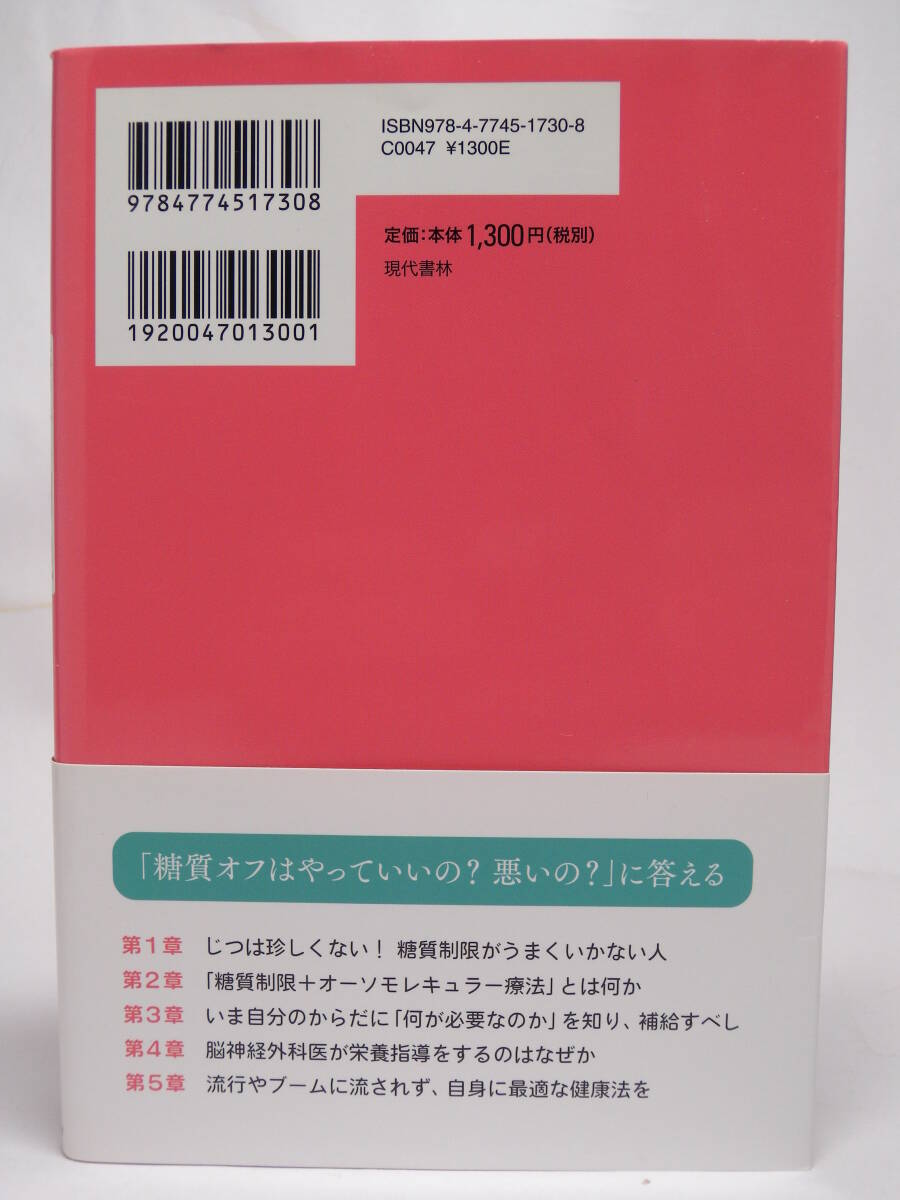 ISBN978-4-7745-1730-8
C0047 ¥1300E
9784774517308
定価:本体1,300円(税別)
現代書林
1920047013001
「糖質オフはやっていいの? 悪いの?」に答える
第1章 じつは珍しくない! 糖質制限がうまくいかない人
第2章 「糖質制限+オーソモレキュラー療法」とは何か
第3章 いま自分のからだに「何が必要なのか」を知り、補給すべし
第4章 脳神経外科医が栄養指導をするのはなぜか
第5章 流行やブームに流されず、自身に最適な健康法を